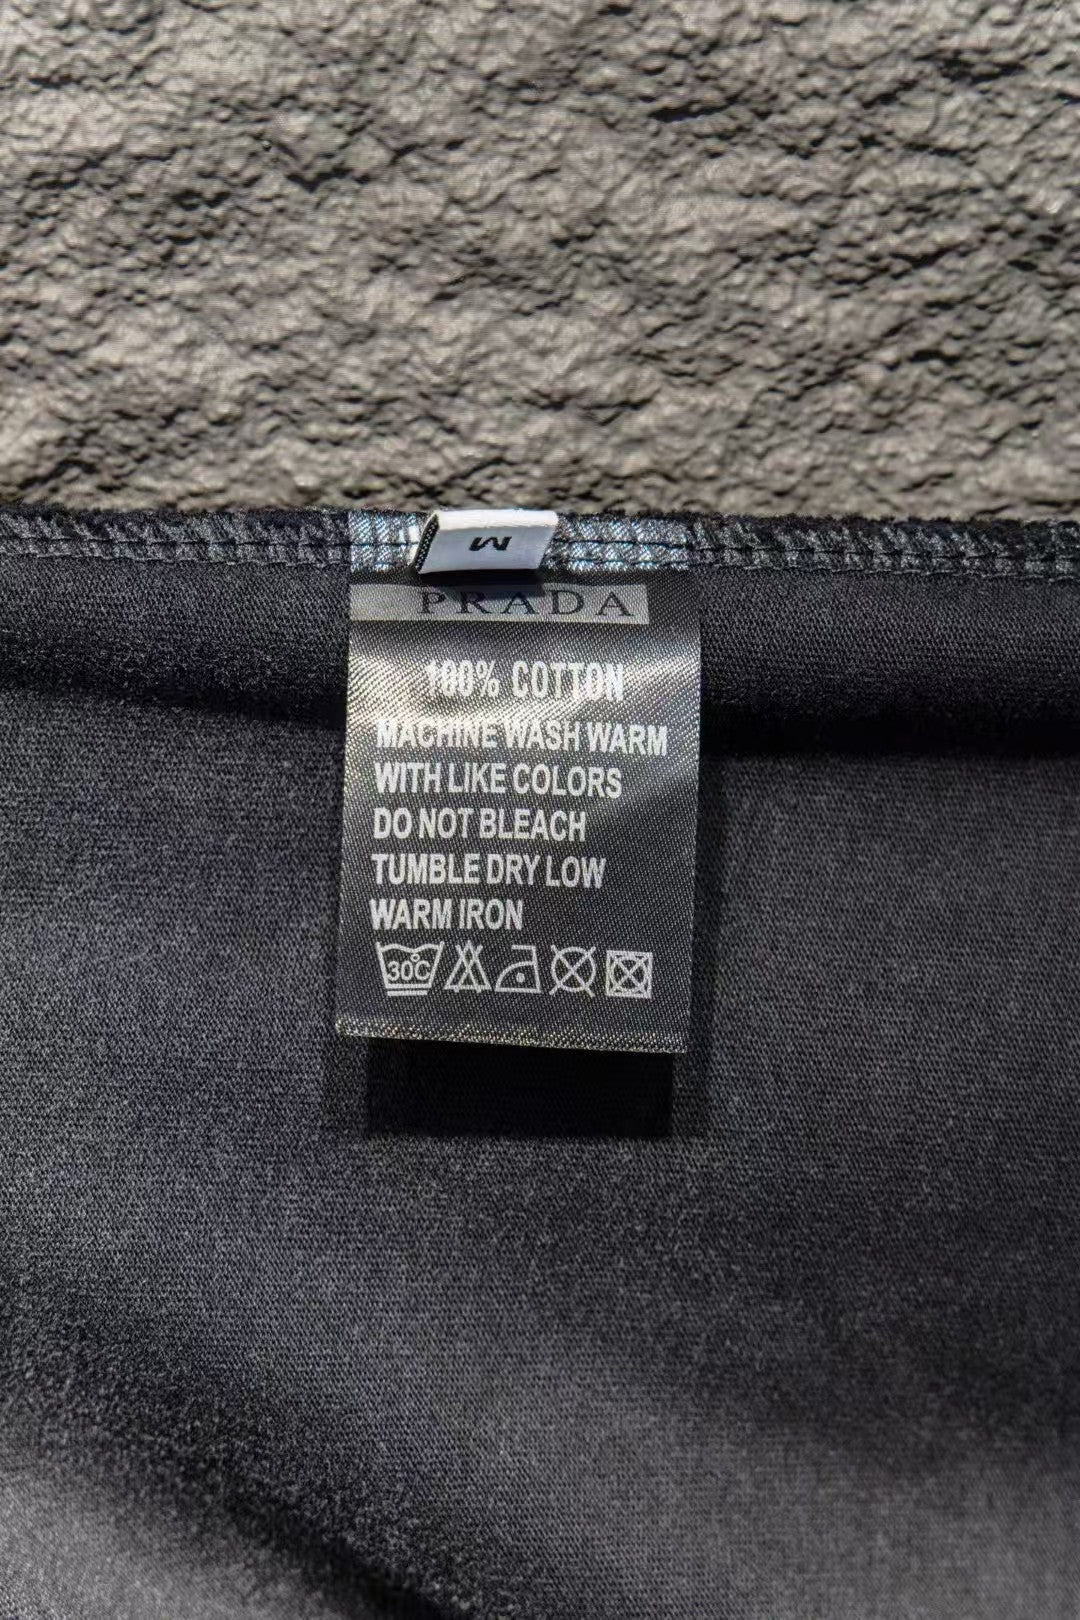 M
PRADA
100% COTTON
MACHINE WASH WARM
WITH LIKE COLORS
DO NOT BLEACH
TUMBLE DRY LOW
WARM IRON
30C